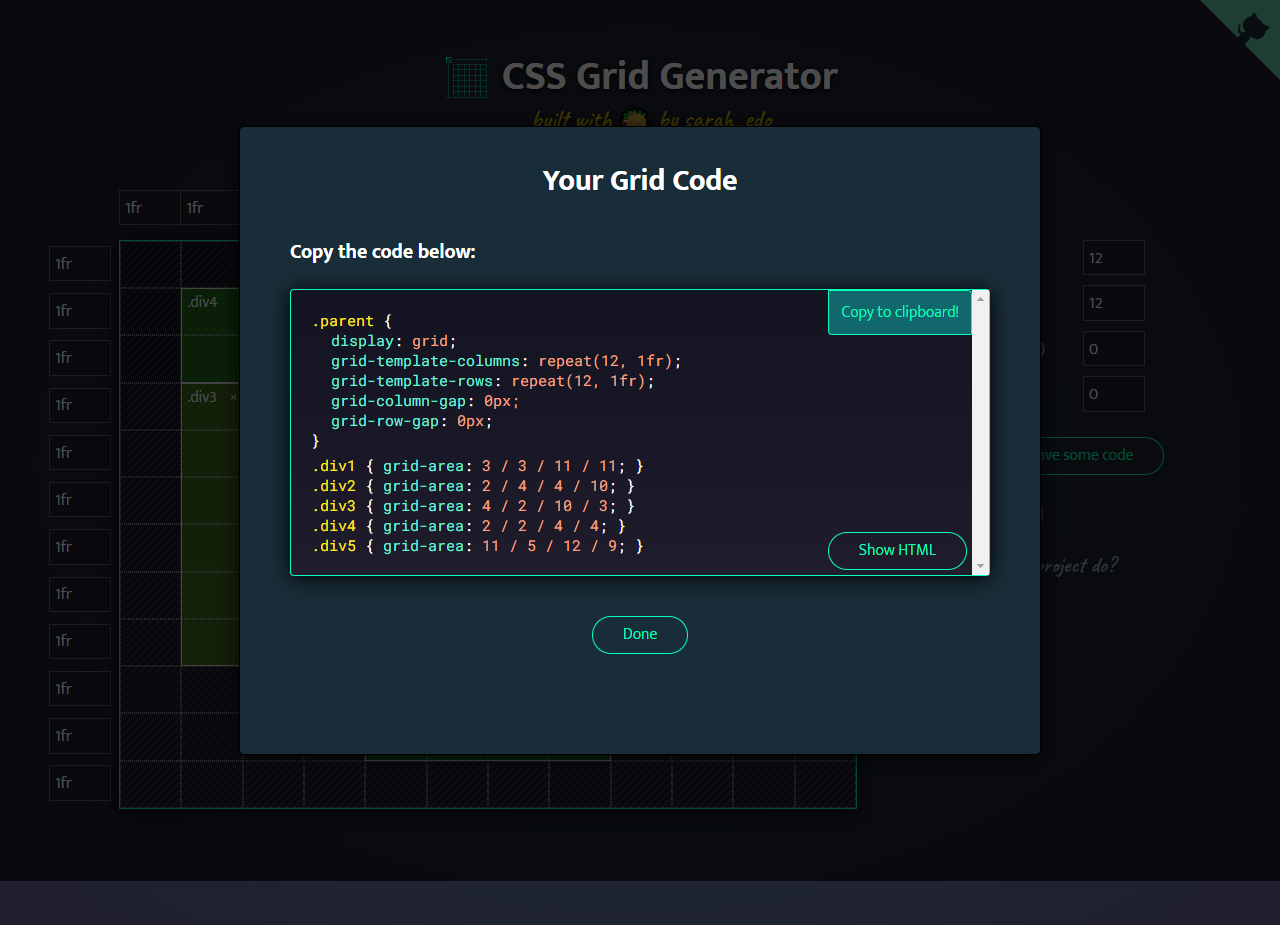 CSS Grid Generator
built with by sarah_edo
Your Grid Code
Copy the code below:
Copy to clipboard!
.parent {
display: grid;
grid-template-columns: repeat(12, 1fr);
grid-template-rows: repeat(12, 1fr);
grid-column-gap: 0px;
grid-row-gap: 0px;
}
.div1 { grid-area: 3 / 3 / 11 / 11; }
.div2 { grid-area: 2 / 4 / 4 / 10; }
.div3 { grid-area: 4 / 2 / 10 / 3; }
.div4 { grid-area: 2 / 2 / 4 / 4; }
.div5 { grid-area: 11 / 5 / 12 / 9; }
Show HTML
Done
1fr 1fr
1fr
1fr
1fr
1fr
1fr
1fr
1fr
1fr
1fr
1fr
1fr
1fr
.div4
.div3 ×
12
12
0
0
some code
project do?